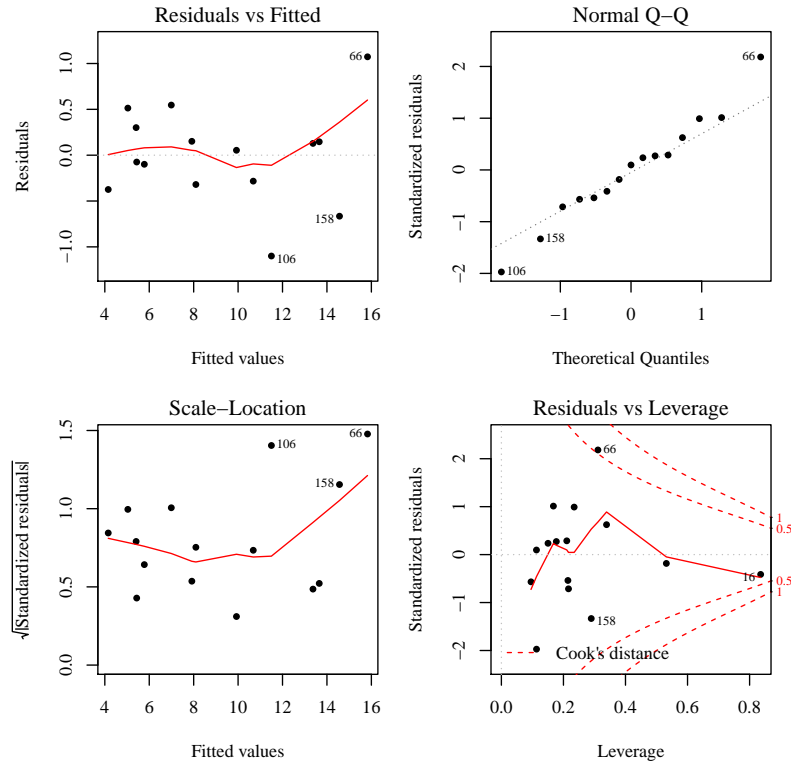 Residuals vs Fitted
Residuals
1.0
0.5
0.0
−1.0
66
158
106
4 6 8 10 12 14 16
Fitted values
Normal Q−Q
Standardized residuals
2
1
0
−1
−2
66
158
106
−1 0 1
Theoretical Quantiles
Scale−Location
√|Standardized residuals|
1.5
1.0
0.5
0.0
66
106
158
4 6 8 10 12 14 16
Fitted values
Residuals vs Leverage
Standardized residuals
2
1
0
−1
−2
66
1
0.5
16
0.5
1
158
Cook's distance
0.0 0.2 0.4 0.6 0.8
Leverage